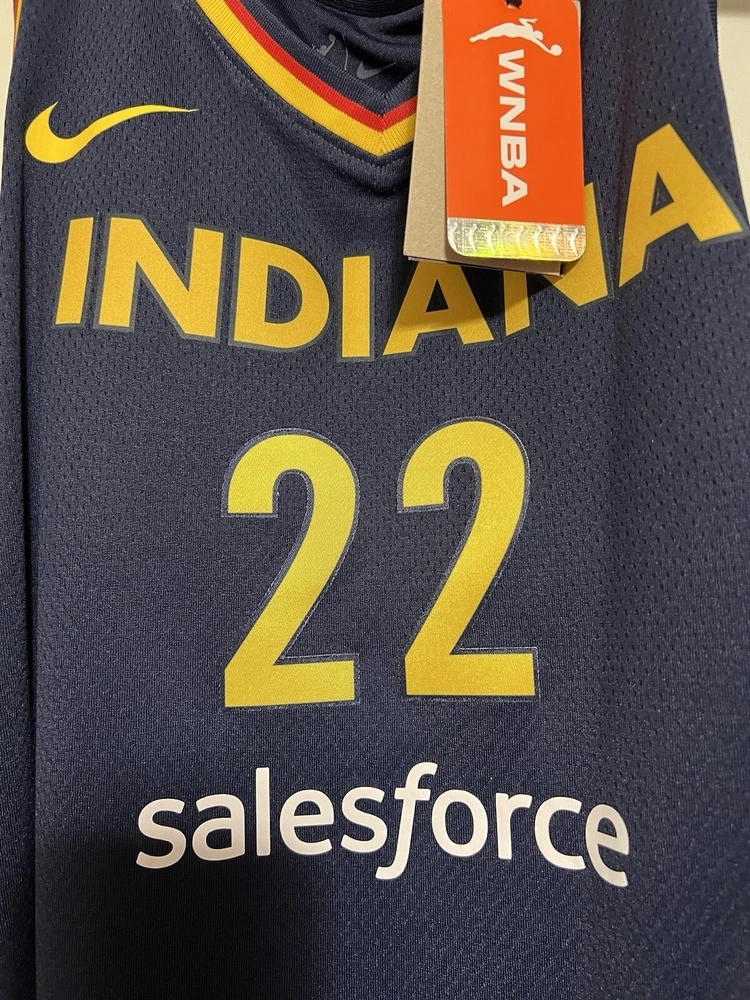 WNBA
INDIANA
22
salesforce